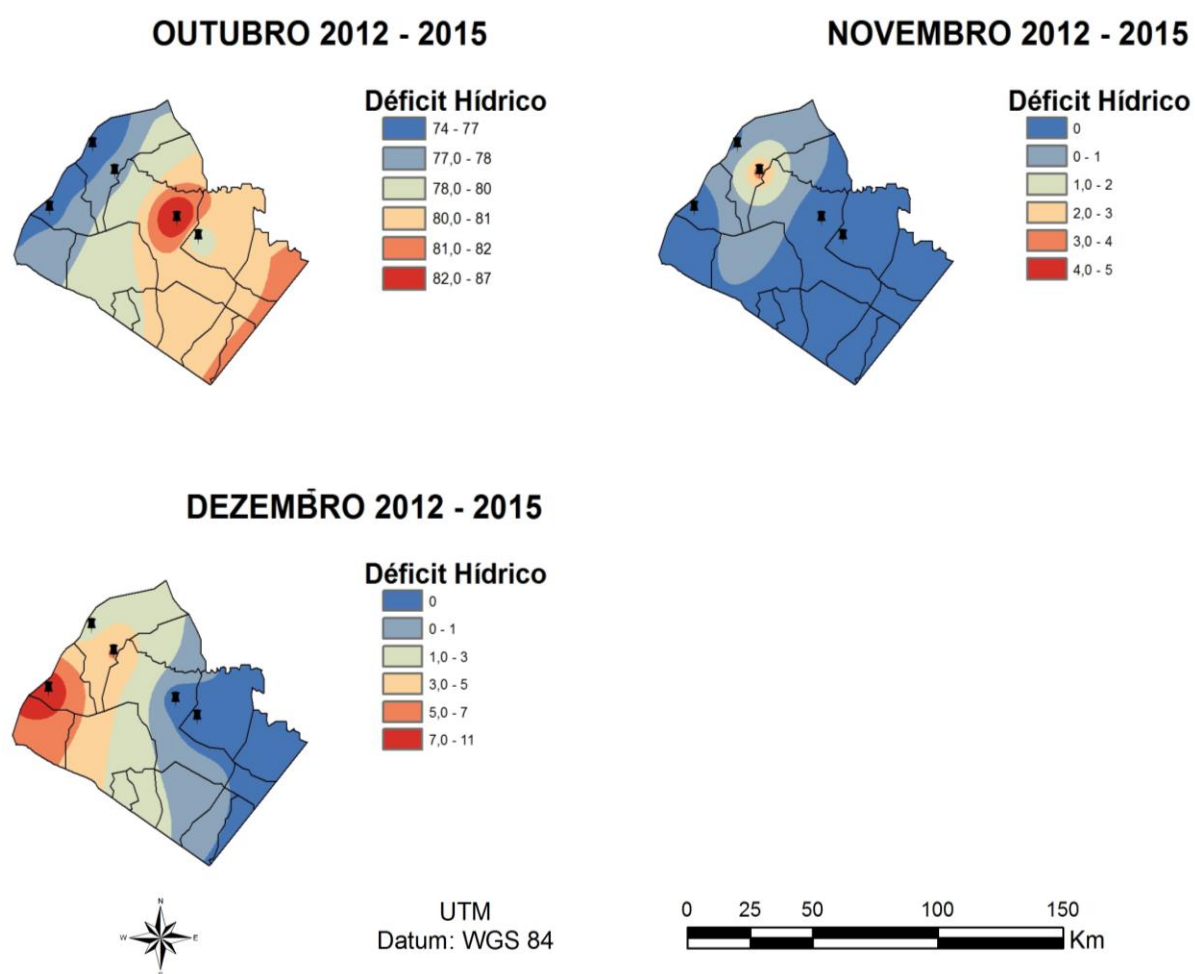 OUTUBRO 2012 - 2015
Déficit Hídrico
74 - 77
77,0 - 78
78,0 - 80
80,0 - 81
81,0 - 82
82,0 - 87
NOVEMBRO 2012 - 2015
Déficit Hídrico
0
0 - 1
1,0 - 2
2,0 - 3
3,0 - 4
4,0 - 5
DEZEMBRO 2012 - 2015
Déficit Hídrico
0
0 - 1
1,0 - 3
3,0 - 5
5,0 - 7
7,0 - 11
N
W E
S
UTM
Datum: WGS 84
0 25 50 100 150
Km